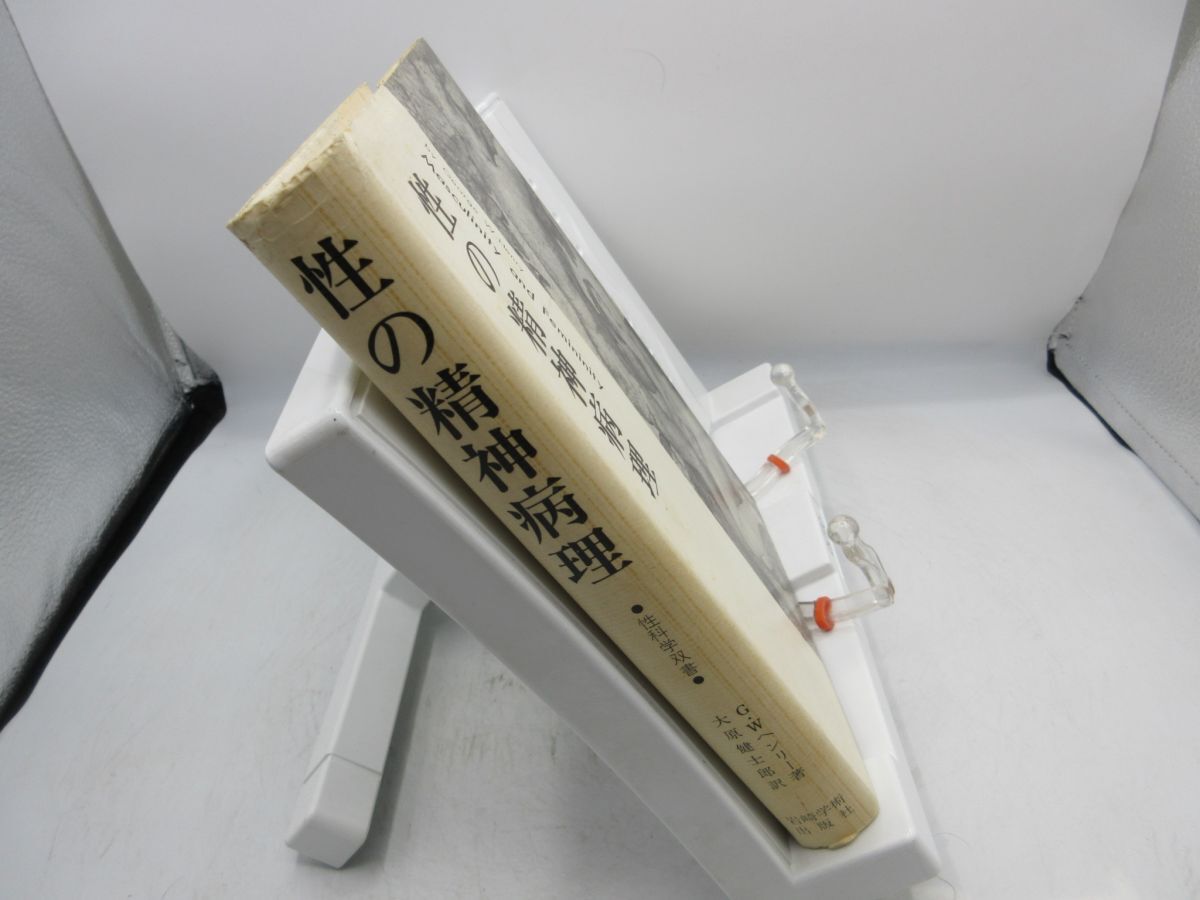 性の精神病理
●性科学双書●
G・Wヘンリー著
大原健士郎訳
岩崎学術
出版社
性の精神病理
and Femininity